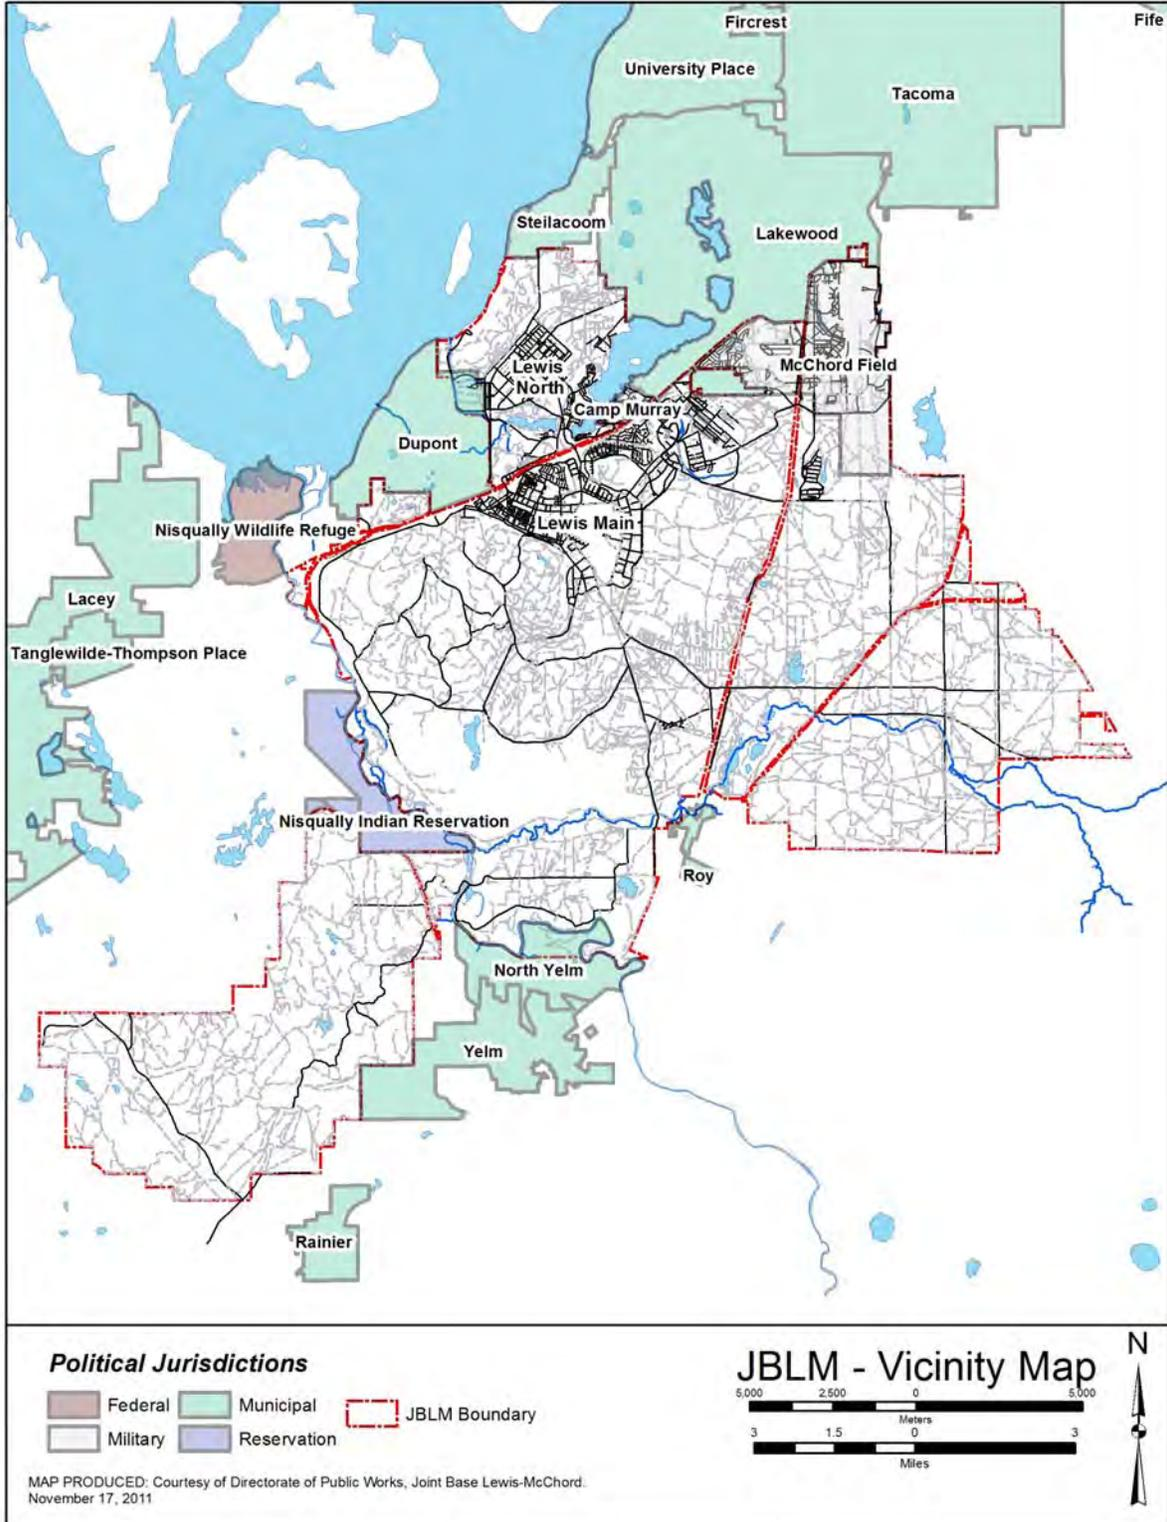 Fircrest
Fife
University Place
Tacoma
Steilacoom
Lakewood
Lewis
North
McChord Field
Camp Murray
Dupont
Lewis Main
Nisqually Wildlife Refuge
Lacey
Tanglewilde-Thompson Place
Nisqually Indian Reservation
Roy
North Yelm
Yelm
Rainier
Political Jurisdictions
Federal
Municipal
JBLM Boundary
Military
Reservation
MAP PRODUCED: Courtesy of Directorate of Public Works, Joint Base Lewis-McChord.
November 17, 2011
JBLM - Vicinity Map
5,000 2,500 0 5,000
Meters
3 1.5 0 3
Miles
N